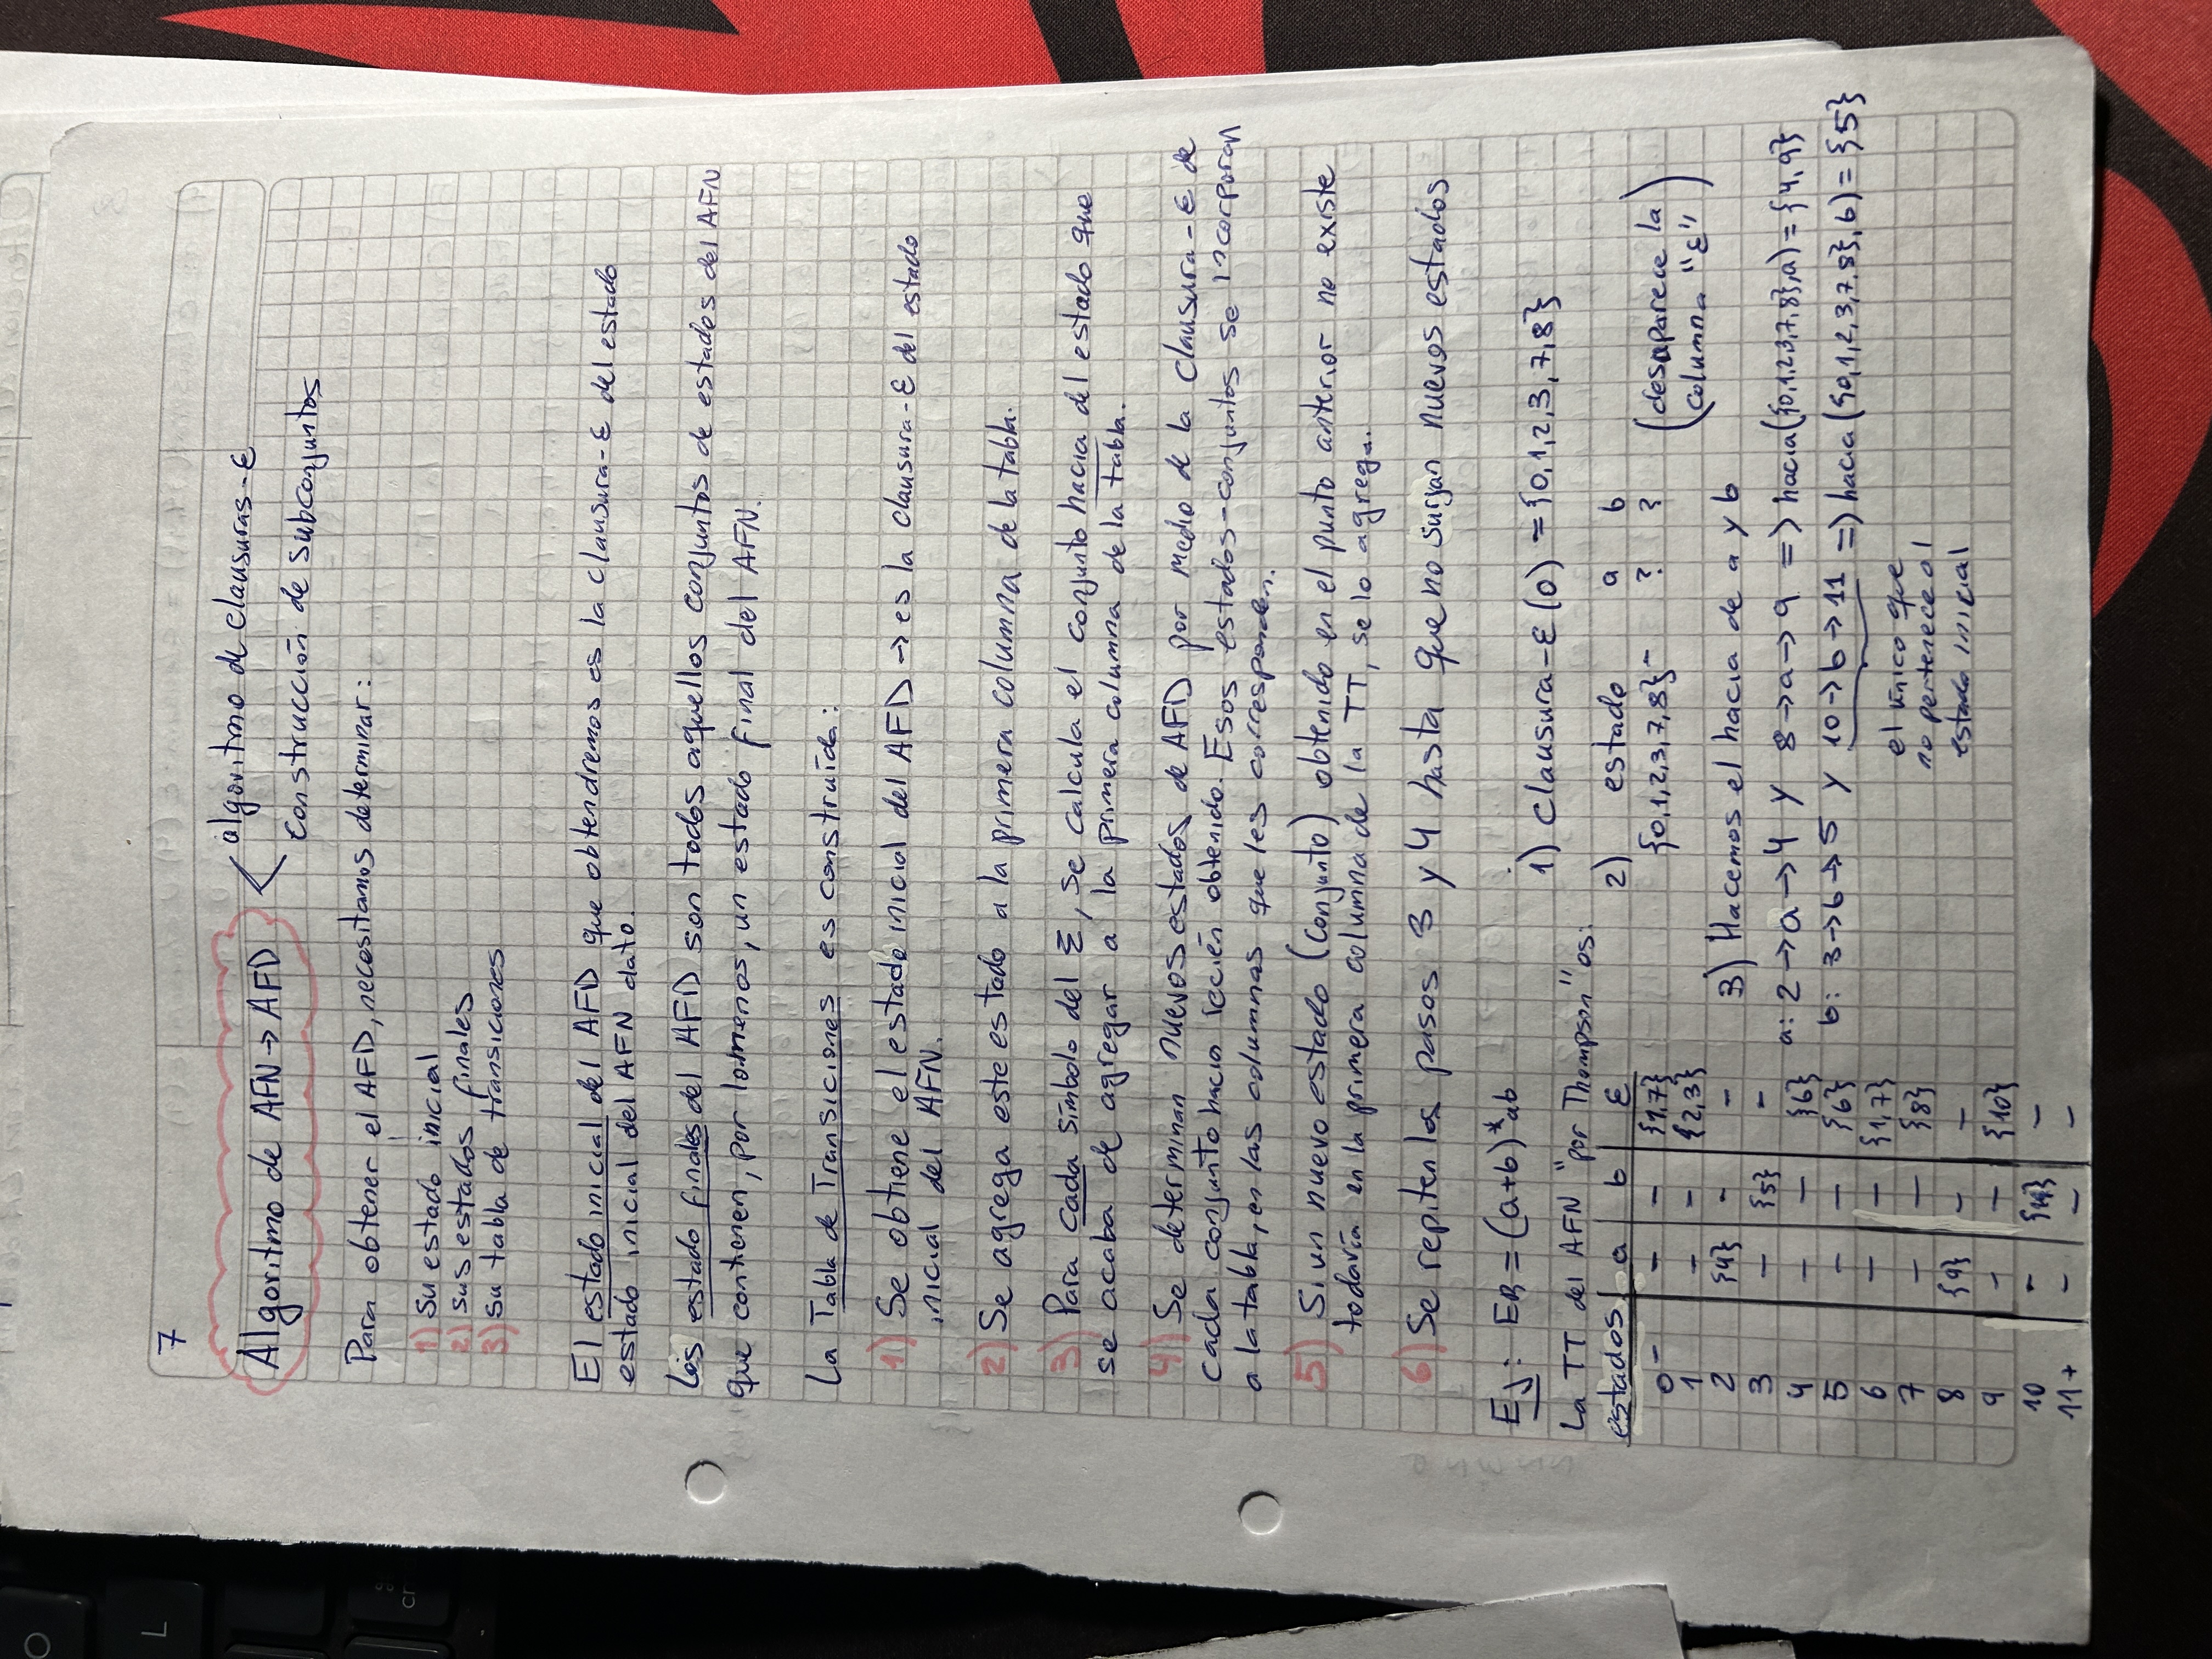 7
Algoritmo de AFN → AFD < algoritmo de clausuras-ε
construcción de subconjuntos
Para obtener el AFD, necesitamos determinar:
1) su estado inicial
2) sus estados finales
3) su tabla de transiciones
El estado inicial del AFD que obtendremos es la clausura-ε del estado
estado inicial del AFN dato.
Los estado finales del AFD son todos aquellos conjuntos de estados del AFN
que contienen, por lo menos, un estado final del AFN.
La Tabla de Transiciones es construída:
1) Se obtiene el estado inicial del AFD → es la clausura-ε del estado
inicial del AFN.
2) Se agrega este estado a la primera columna de la tabla.
3) Para cada símbolo del Σ, se calcula el conjunto hacia del estado que
se acaba de agregar a la primera columna de la tabla.
4) Se determinan nuevos estados de AFD por medio de la clausura-ε de
cada conjunto hacia recién obtenido. Esos estados-conjuntos se incorporan
a la tabla, en las columnas que les corresponden.
5) Si un nuevo estado (conjunto) obtenido en el punto anterior no existe
todavía en la primera columna de la TT, se lo agrega.
6) Se repiten los pasos 3 y 4 hasta que no surjan nuevos estados
Ej: ER = (a+b)*ab
La TT del AFN "por Thompson" es:
estados a b ε
0- - - {1,7}
1 - - {2,3}
2 {4} - -
3 - {5} -
4 - - {6}
5 - - {6}
6 - - {1,7}
7 - - {8}
8 {9} - -
9 - - {10}
10 - {11} -
11+ - - -
1) Clausura-ε(0) = {0,1,2,3,7,8}
2) estado a b
{0,1,2,3,7,8}- ? ? (desaparece la
columna "ε")
3) Hacemos el hacia de a y b
a: 2→a→4 y 8→a→9 => hacia({0,1,2,3,7,8},a) = {4,9}
b: 3→b→5 y 10→b→11 => hacia({0,1,2,3,7,8},b) = {5}
el único que
no pertenece al
estado inicial